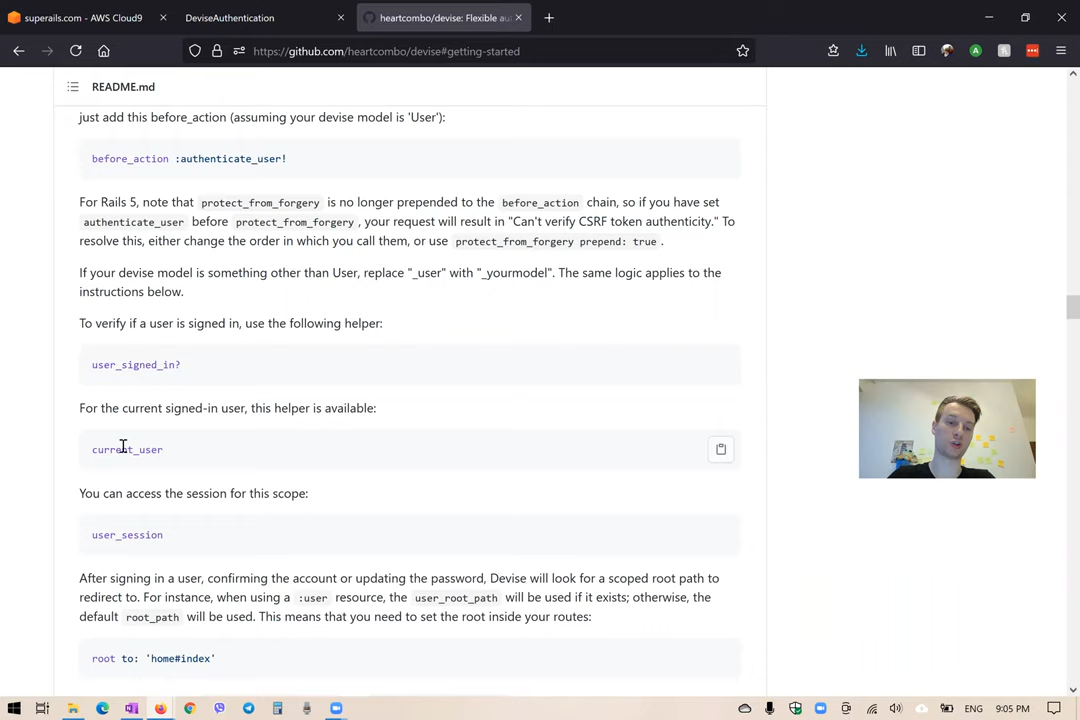 superails.com - AWS Cloud9
DeviseAuthentication
heartcombo/devise: Flexible au
https://github.com/heartcombo/devise#getting-started
README.md
just add this before_action (assuming your devise model is 'User'):
before_action :authenticate_user!
For Rails 5, note that protect_from_forgery is no longer prepended to the before_action chain, so if you have set
authenticate_user before protect_from_forgery , your request will result in "Can't verify CSRF token authenticity." To
resolve this, either change the order in which you call them, or use protect_from_forgery prepend: true .
If your devise model is something other than User, replace "_user" with "_yourmodel". The same logic applies to the
instructions below.
To verify if a user is signed in, use the following helper:
user_signed_in?
For the current signed-in user, this helper is available:
current_user
You can access the session for this scope:
user_session
After signing in a user, confirming the account or updating the password, Devise will look for a scoped root path to
redirect to. For instance, when using a :user resource, the user_root_path will be used if it exists; otherwise, the
default root_path will be used. This means that you need to set the root inside your routes:
root to: 'home#index'
ENG
9:05 PM